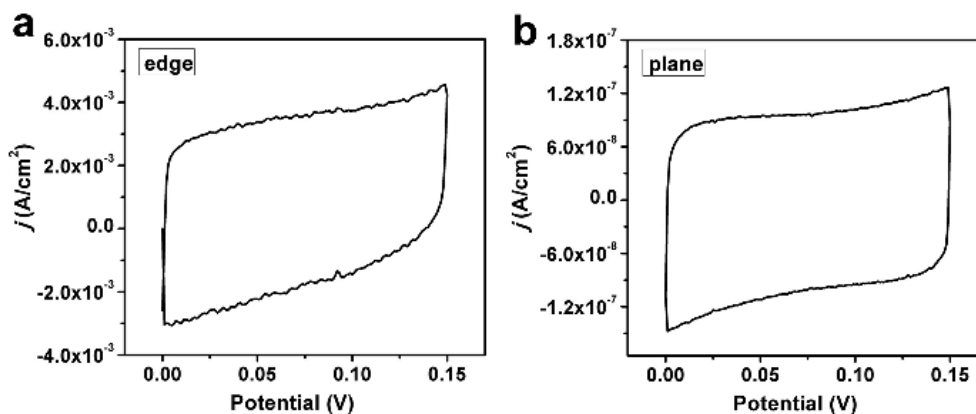 a
edge
6.0x10⁻³
4.0x10⁻³
2.0x10⁻³
0.0
-2.0x10⁻³
-4.0x10⁻³
j (A/cm²)
0.00 0.05 0.10 0.15
Potential (V)
b
plane
1.8x10⁻⁷
1.2x10⁻⁷
6.0x10⁻⁸
0.0
-6.0x10⁻⁸
-1.2x10⁻⁷
j (A/cm²)
0.00 0.05 0.10 0.15
Potential (V)